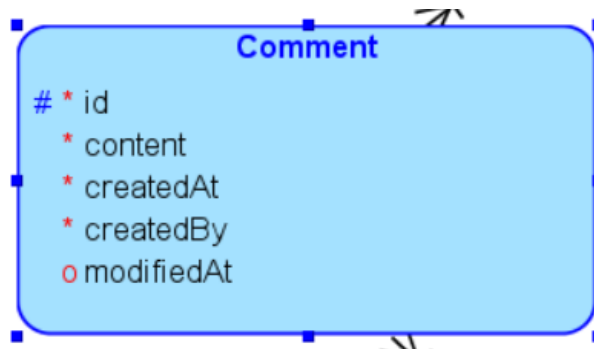 Comment
# * id
* content
* createdAt
* createdBy
o modifiedAt